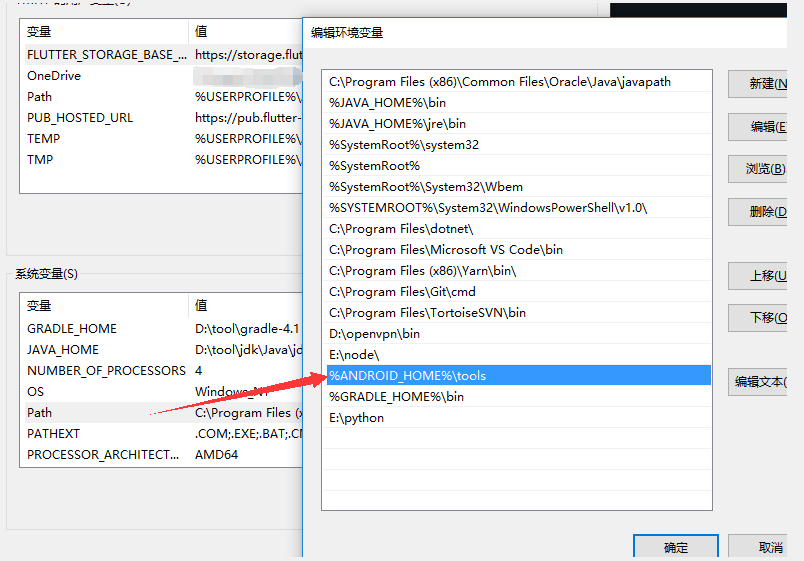 变量
值
FLUTTER_STORAGE_BASE_...
https://storage.flut
OneDrive
Path
%USERPROFILE%\
PUB_HOSTED_URL
https://pub.flutter-
TEMP
%USERPROFILE%\
TMP
%USERPROFILE%\
系统变量(S)
变量
值
GRADLE_HOME
D:\tool\gradle-4.1
JAVA_HOME
D:\tool\jdk\Java\jd
NUMBER_OF_PROCESSORS
4
OS
Windows_NT
Path
C:\Program Files (x
PATHEXT
.COM;.EXE;.BAT;.CM
PROCESSOR_ARCHITECT...
AMD64
编辑环境变量
C:\Program Files (x86)\Common Files\Oracle\Java\javapath
%JAVA_HOME%\bin
%JAVA_HOME%\jre\bin
%SystemRoot%\system32
%SystemRoot%
%SystemRoot%\System32\Wbem
%SYSTEMROOT%\System32\WindowsPowerShell\v1.0\
C:\Program Files\dotnet\
C:\Program Files\Microsoft VS Code\bin
C:\Program Files (x86)\Yarn\bin\
C:\Program Files\Git\cmd
C:\Program Files\TortoiseSVN\bin
D:\openvpn\bin
E:\node\
%ANDROID_HOME%\tools
%GRADLE_HOME%\bin
E:\python
新建(N
编辑(E
浏览(B)
删除(D
上移(U
下移(O
编辑文本(
确定
取消